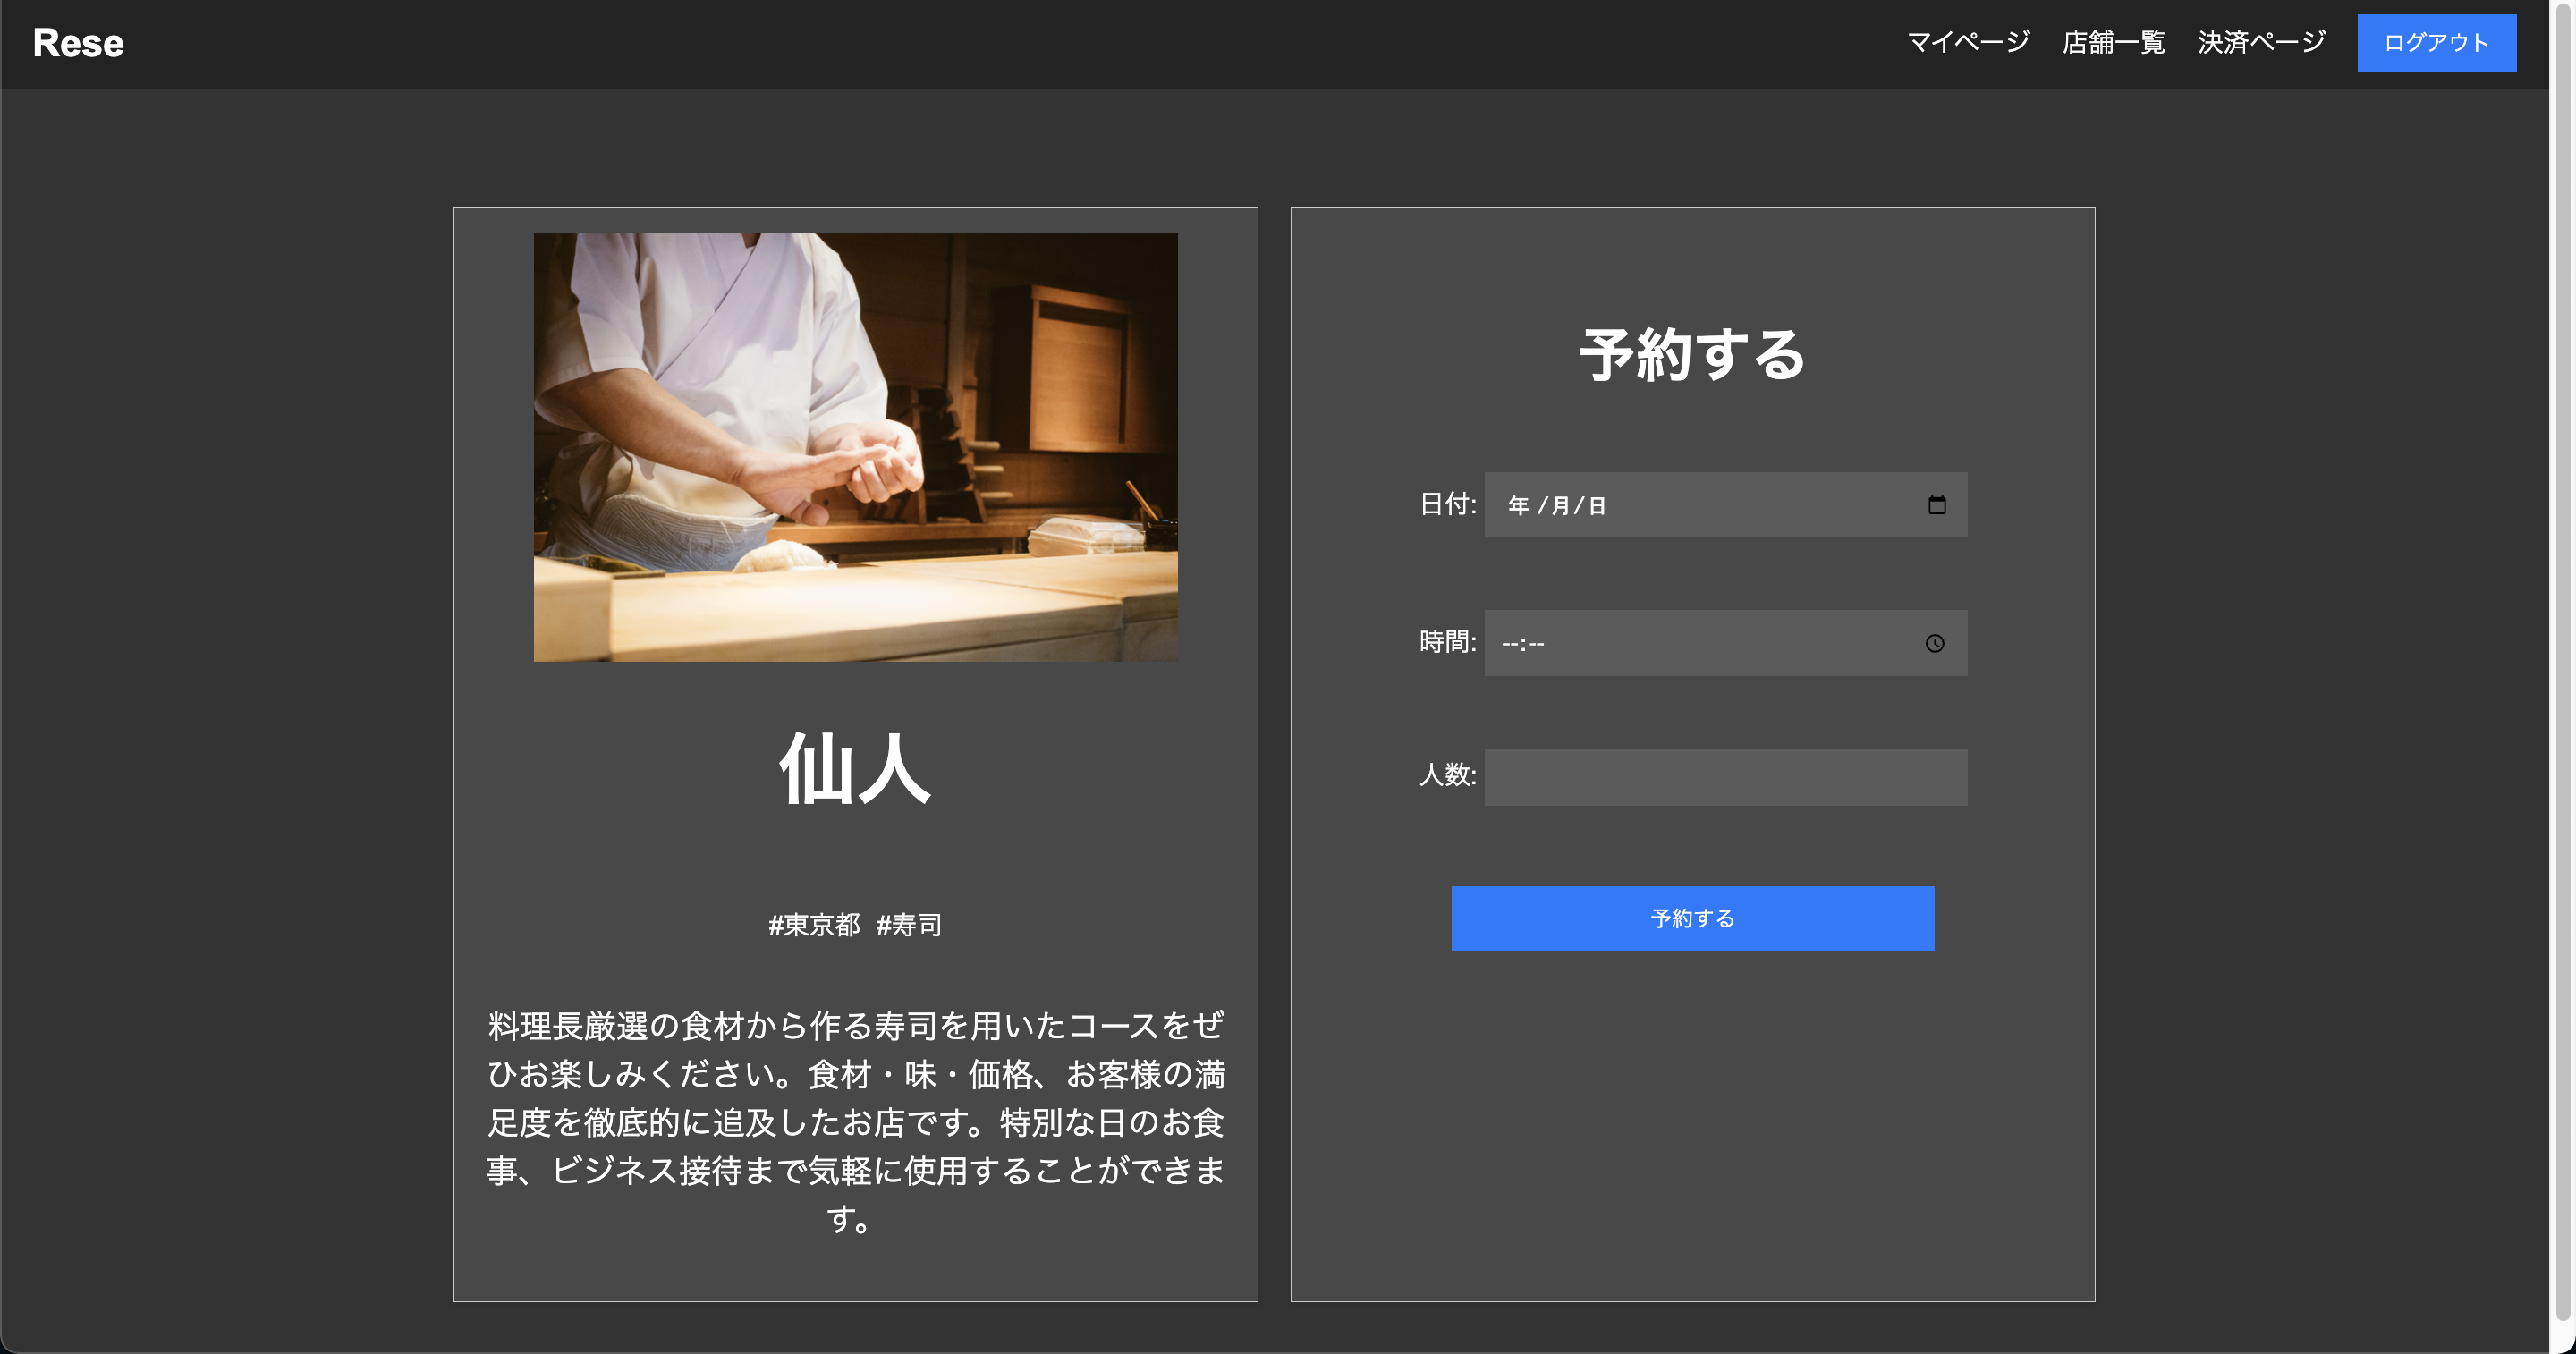 Rese
マイページ 店舗一覧 決済ページ ログアウト
仙人
#東京都 #寿司
料理長厳選の食材から作る寿司を用いたコースをぜ
ひお楽しみください。食材・味・価格、お客様の満
足度を徹底的に追及したお店です。特別な日のお食
事、ビジネス接待まで気軽に使用することができま
す。
予約する
日付: 年 /月/日
時間: --:--
人数:
予約する